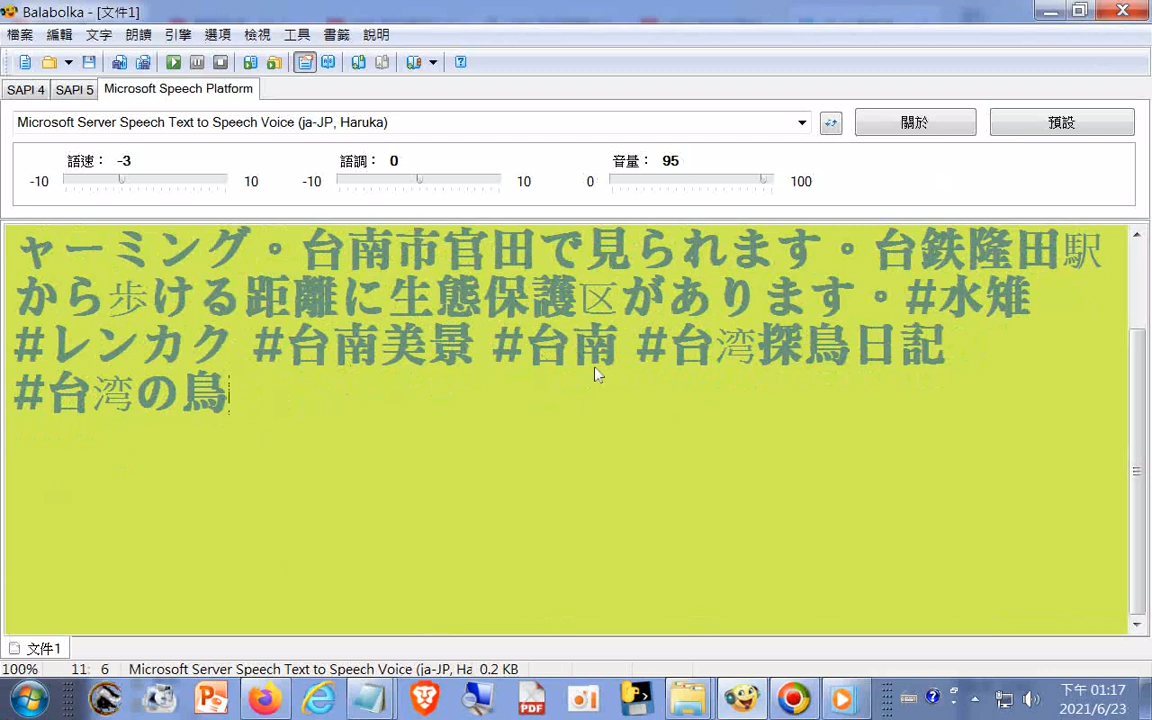 Balabolka - [文件1]
檔案 編輯 文字 朗讀 引擎 選項 檢視 工具 書籤 說明
SAPI 4 SAPI 5 Microsoft Speech Platform
Microsoft Server Speech Text to Speech Voice (ja-JP, Haruka) 關於 預設
語速： -3 語調： 0 音量： 95
-10 10 -10 10 0 100
ャーミング。台南市官田で見られます。台鉄隆田駅
から歩ける距離に生態保護区があります。#水雉
#レンカク #台南美景 #台南 #台湾探鳥日記
#台湾の鳥
文件1
100% 11: 6 Microsoft Server Speech Text to Speech Voice (ja-JP, Ha 0.2 KB
下午 01:17
2021/6/23